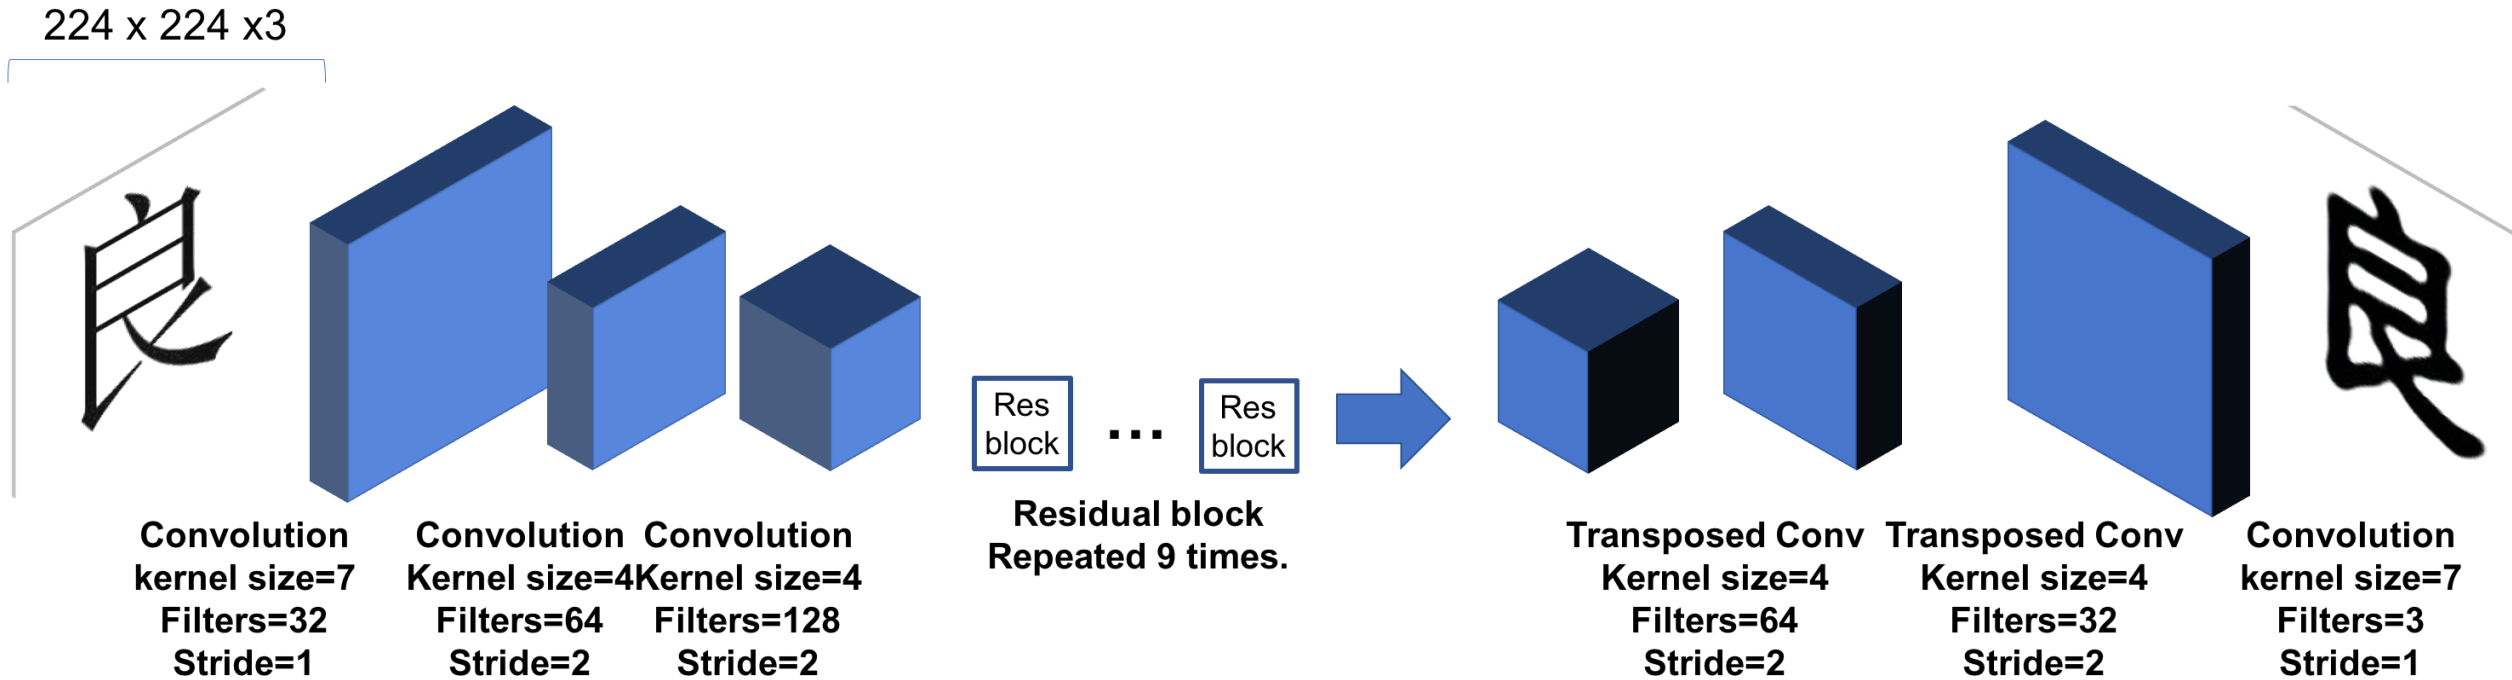 224 x 224 x3
良
Res
block
...
Res
block
良
Convolution
kernel size=7
Filters=32
Stride=1
Convolution
Kernel size=4
Filters=64
Stride=2
Convolution
Kernel size=4
Filters=128
Stride=2
Residual block
Repeated 9 times.
Transposed Conv
Kernel size=4
Filters=64
Stride=2
Transposed Conv
Kernel size=4
Filters=32
Stride=2
Convolution
kernel size=7
Filters=3
Stride=1